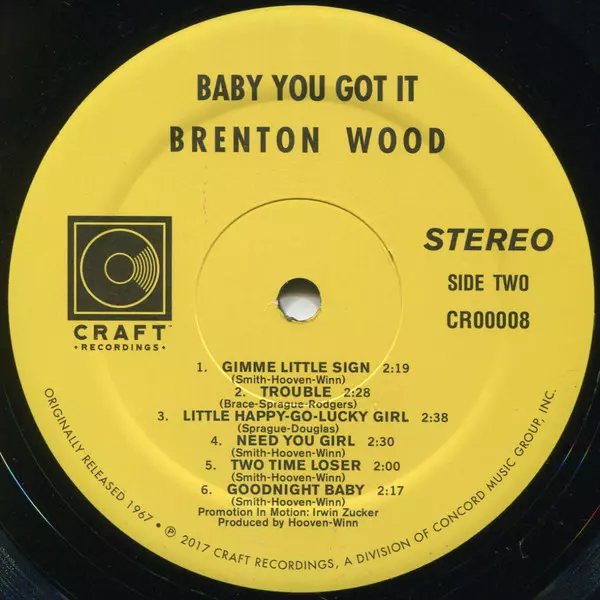 BABY YOU GOT IT
BRENTON WOOD
CRAFT™
• RECORDINGS •
STEREO
SIDE TWO
CR00008
1. GIMME LITTLE SIGN 2:19
(Smith-Hooven-Winn)
2. TROUBLE 2:28
(Brace-Sprague-Rodgers)
3. LITTLE HAPPY-GO-LUCKY GIRL 2:38
(Sprague-Douglas)
4. NEED YOU GIRL 2:30
(Smith-Hooven-Winn)
5. TWO TIME LOSER 2:00
(Smith-Hooven-Winn)
6. GOODNIGHT BABY 2:17
(Smith-Hooven-Winn)
Promotion In Motion: Irwin Zucker
Produced by Hooven-Winn
ORIGINALLY RELEASED 1967 • ℗ 2017 CRAFT RECORDINGS, A DIVISION OF CONCORD MUSIC GROUP, INC.